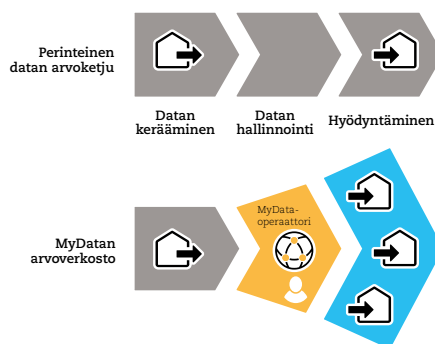 Perinteinen
datan arvoketju
Datan
kerääminen
Datan
hallinnointi
Hyödyntäminen
MyDatan
arvoverkosto
MyData-
operaattori